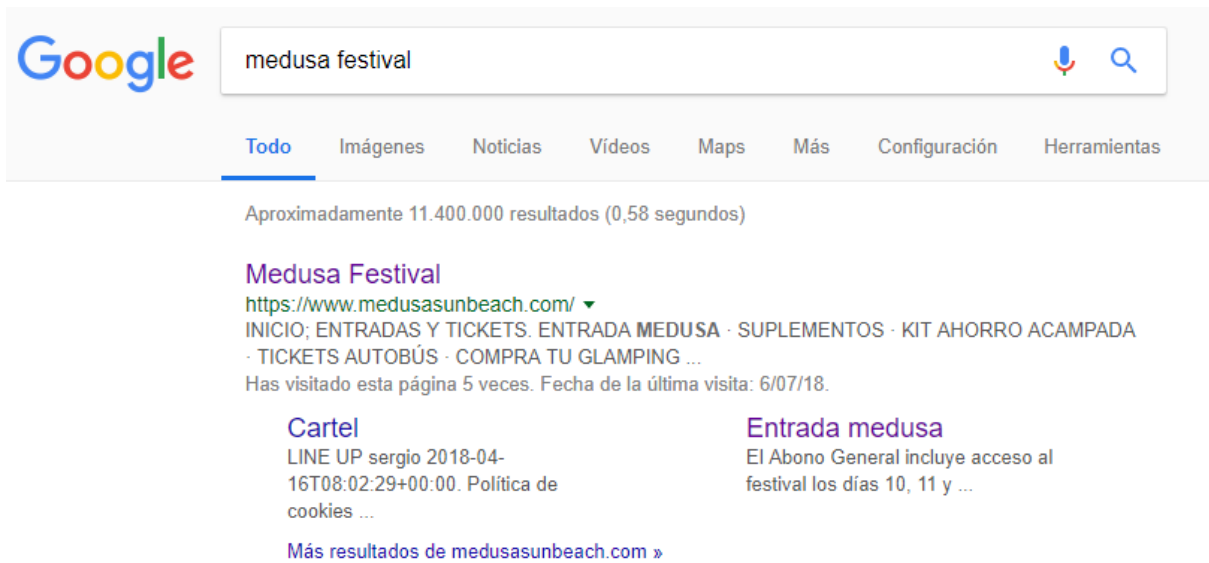 Google
medusa festival
Todo Imágenes Noticias Vídeos Maps Más Configuración Herramientas
Aproximadamente 11.400.000 resultados (0,58 segundos)
Medusa Festival
https://www.medusasunbeach.com/
INICIO; ENTRADAS Y TICKETS. ENTRADA MEDUSA · SUPLEMENTOS · KIT AHORRO ACAMPADA
· TICKETS AUTOBÚS · COMPRA TU GLAMPING ...
Has visitado esta página 5 veces. Fecha de la última visita: 6/07/18.
Cartel
LINE UP sergio 2018-04-
16T08:02:29+00:00. Política de
cookies ...
Entrada medusa
El Abono General incluye acceso al
festival los días 10, 11 y ...
Más resultados de medusasunbeach.com »